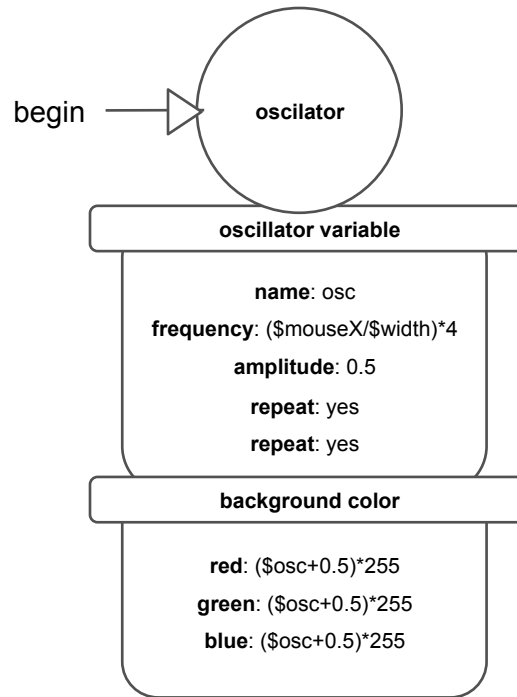 begin
oscilator
oscillator variable
name: osc
frequency: ($mouseX/$width)*4
amplitude: 0.5
repeat: yes
repeat: yes
background color
red: ($osc+0.5)*255
green: ($osc+0.5)*255
blue: ($osc+0.5)*255